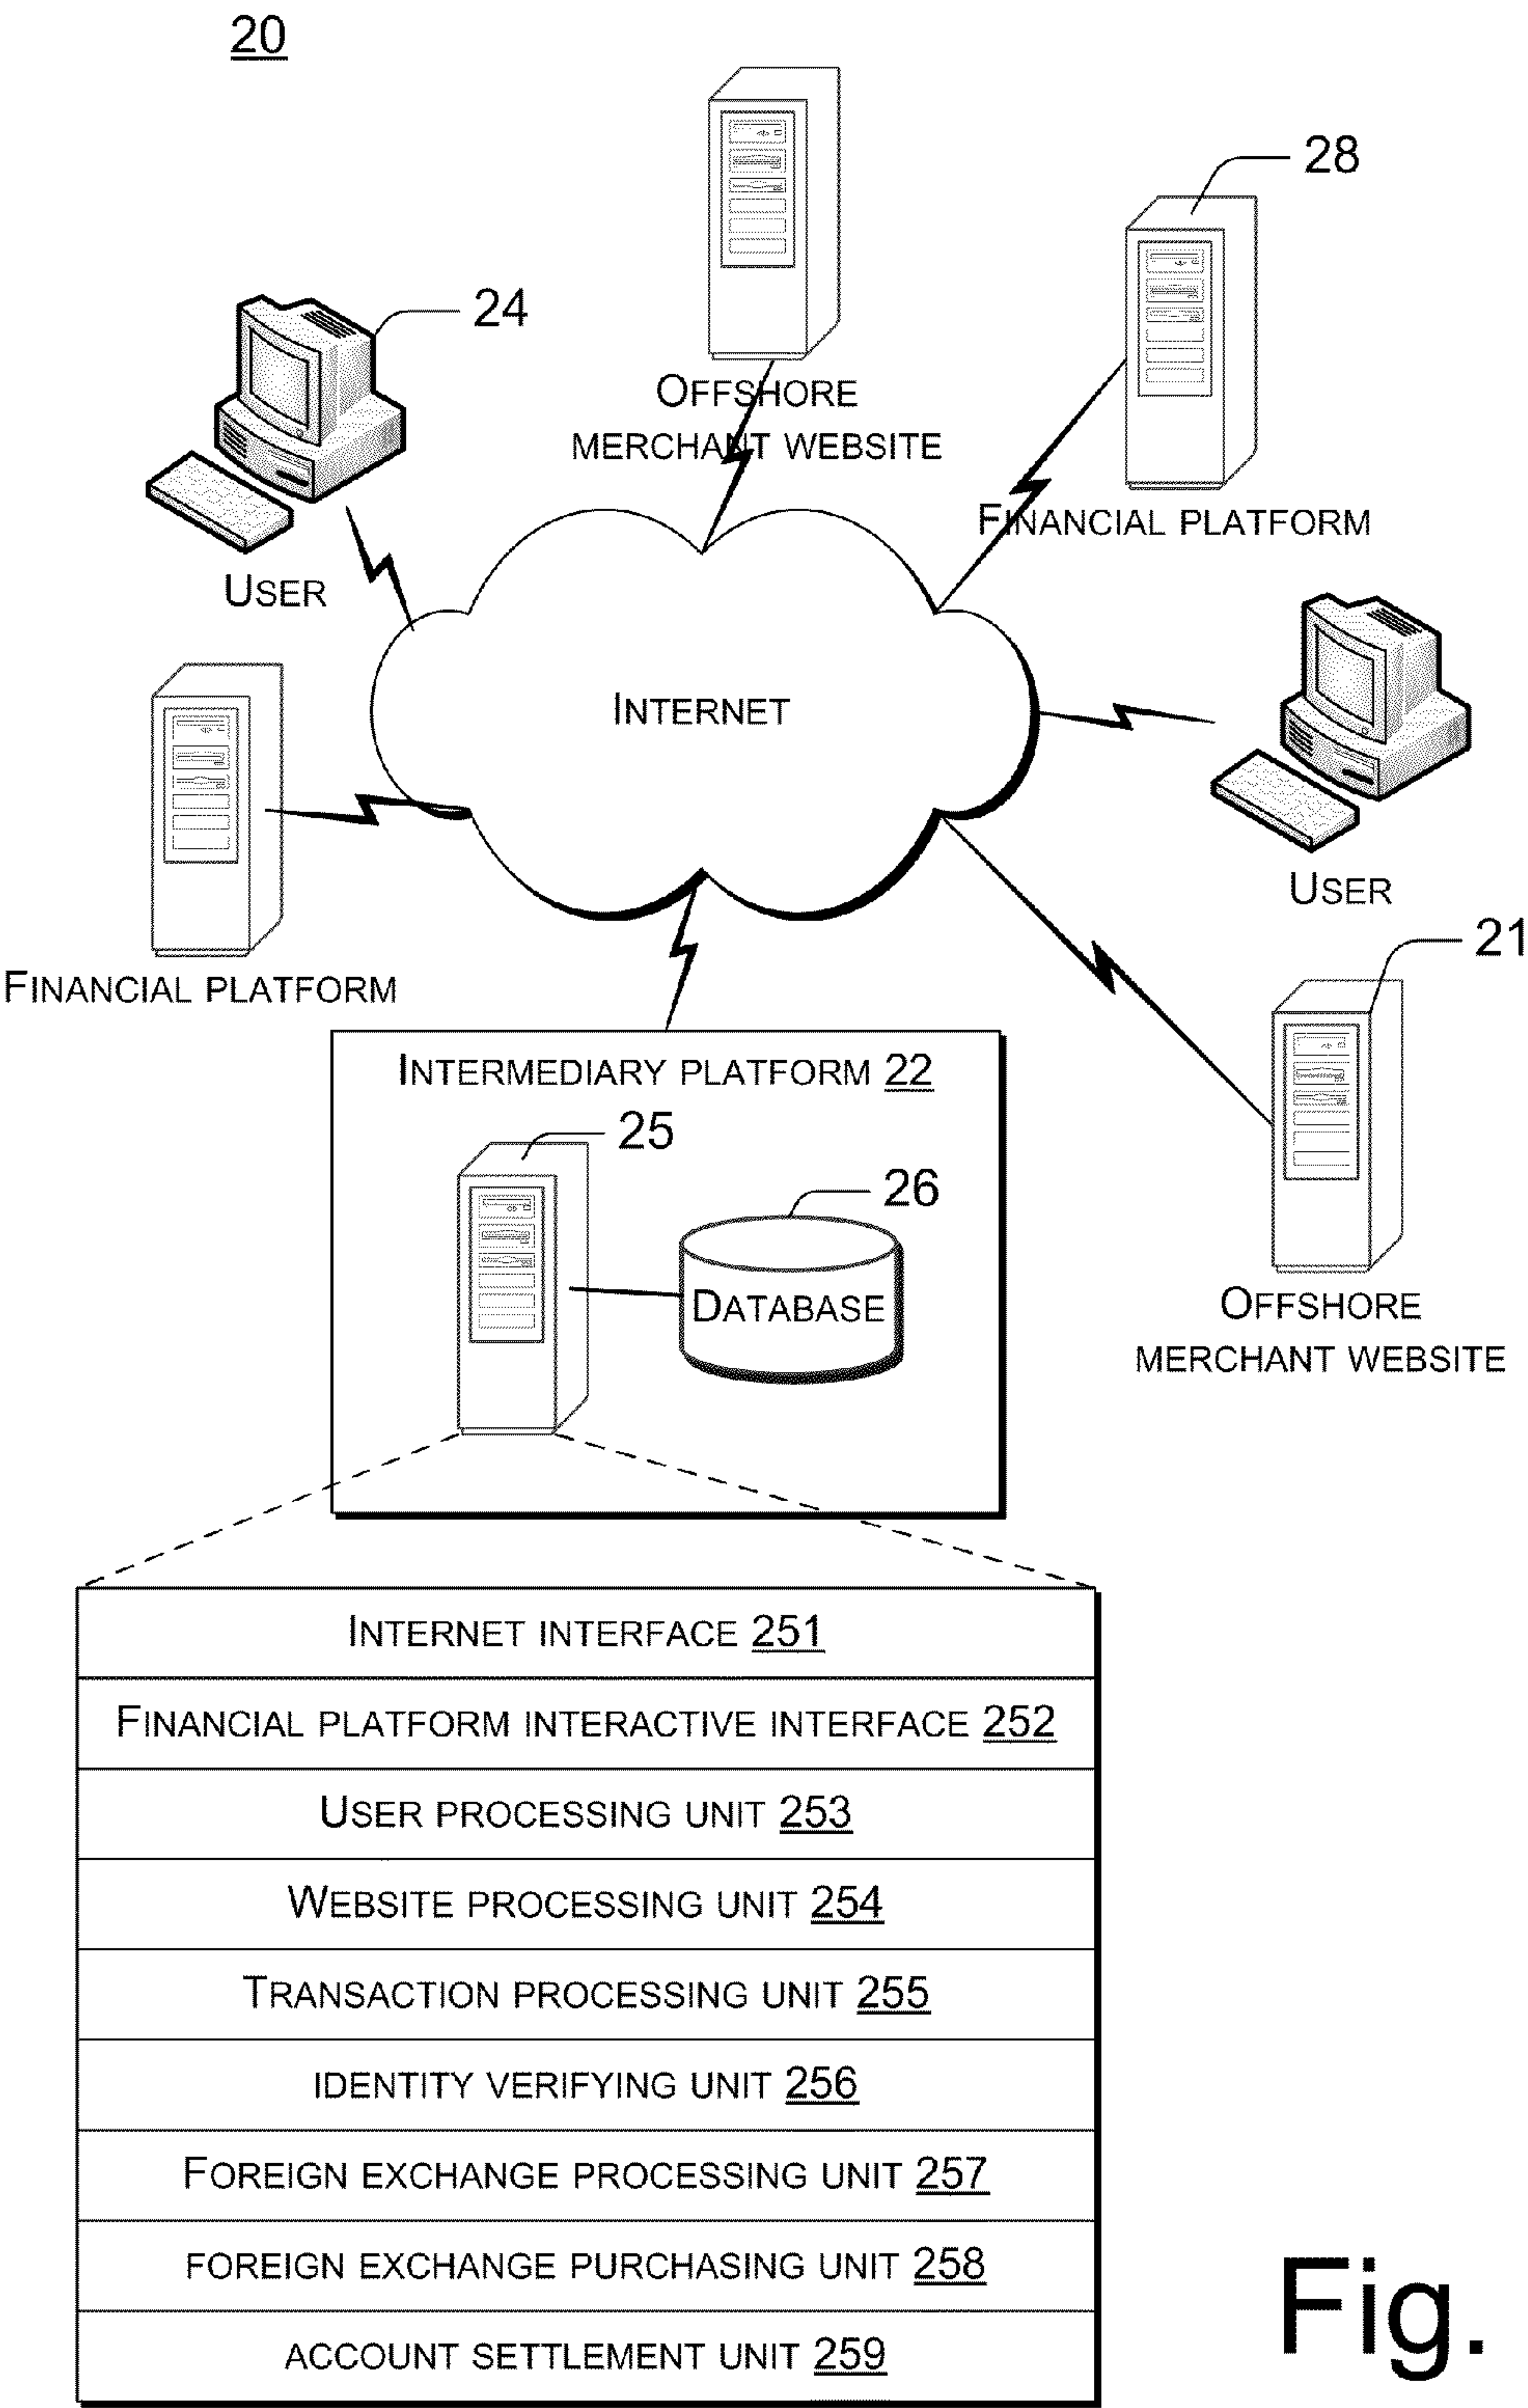 20
28
24
OFFSHORE
MERCHANT WEBSITE
FINANCIAL PLATFORM
USER
INTERNET
USER
21
FINANCIAL PLATFORM
INTERMEDIARY PLATFORM 22
25
26
DATABASE
OFFSHORE
MERCHANT WEBSITE
INTERNET INTERFACE 251
FINANCIAL PLATFORM INTERACTIVE INTERFACE 252
USER PROCESSING UNIT 253
WEBSITE PROCESSING UNIT 254
TRANSACTION PROCESSING UNIT 255
IDENTITY VERIFYING UNIT 256
FOREIGN EXCHANGE PROCESSING UNIT 257
FOREIGN EXCHANGE PURCHASING UNIT 258
ACCOUNT SETTLEMENT UNIT 259
Fig.